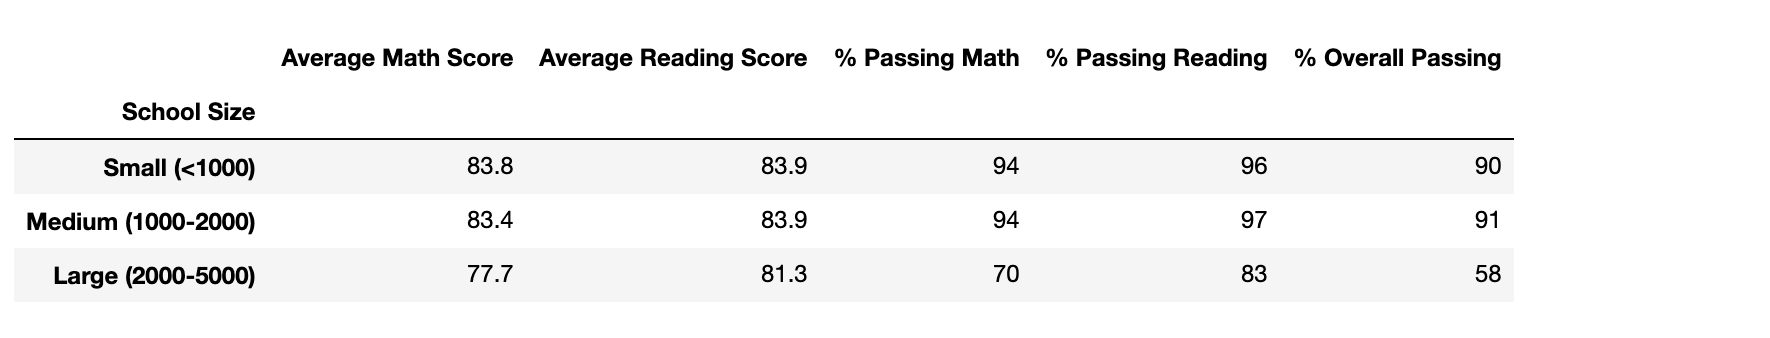 Average Math Score Average Reading Score % Passing Math % Passing Reading % Overall Passing
School Size
Small (<1000) 83.8 83.9 94 96 90
Medium (1000-2000) 83.4 83.9 94 97 91
Large (2000-5000) 77.7 81.3 70 83 58